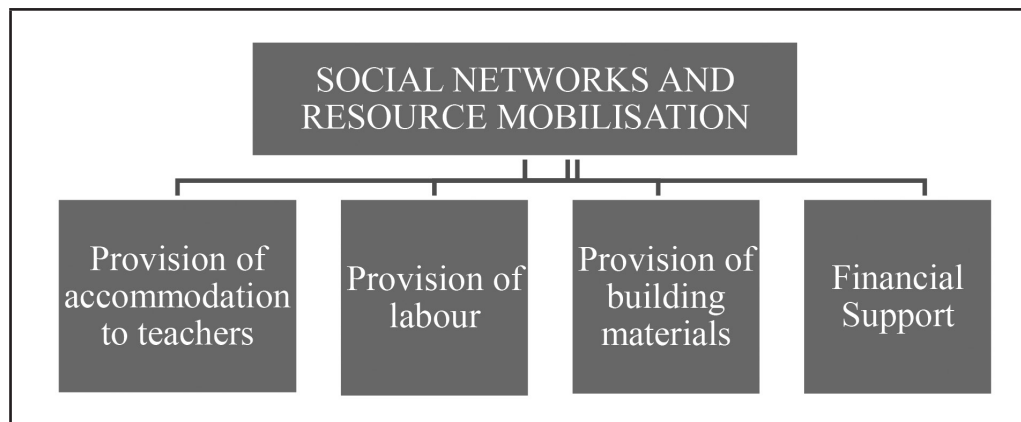 SOCIAL NETWORKS AND
RESOURCE MOBILISATION
Provision of
accommodation
to teachers
Provision of
labour
Provision of
building
materials
Financial
Support